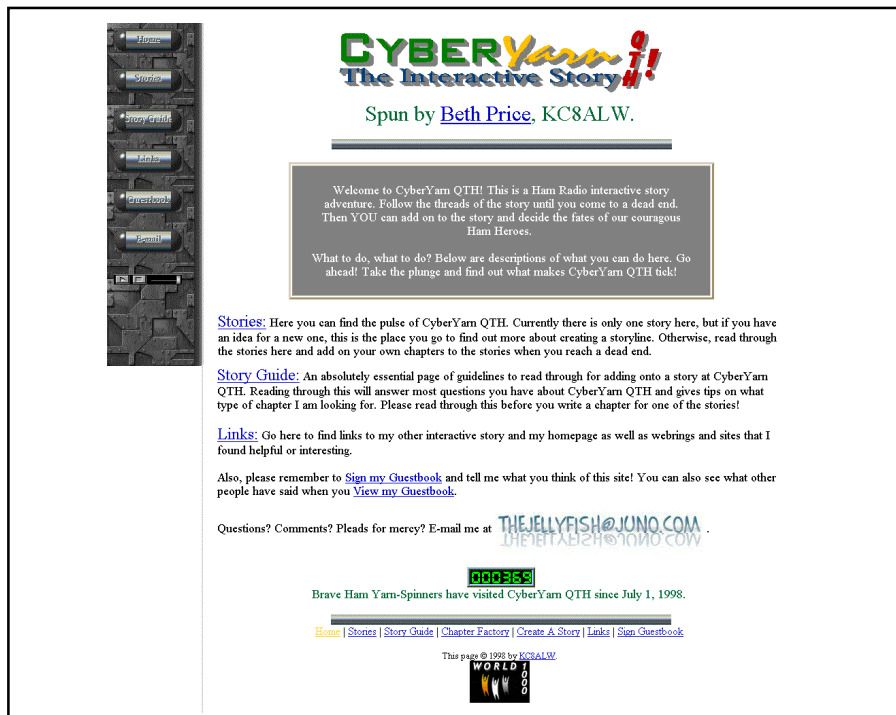 Home
Stories
Story Guide
Links
Guestbook
E-mail
CYBERYarn QTH!
The Interactive Story
Spun by Beth Price, KC8ALW.
Welcome to CyberYarn QTH! This is a Ham Radio interactive story
adventure. Follow the threads of the story until you come to a dead end.
Then YOU can add on to the story and decide the fates of our couragous
Ham Heroes.
What to do, what to do? Below are descriptions of what you can do here. Go
ahead! Take the plunge and find out what makes CyberYarn QTH tick!
Stories: Here you can find the pulse of CyberYarn QTH. Currently there is only one story here, but if you have
an idea for a new one, this is the place you go to find out more about creating a storyline. Otherwise, read through
the stories here and add on your own chapters to the stories when you reach a dead end.
Story Guide: An absolutely essential page of guidelines to read through for adding onto a story at CyberYarn
QTH. Reading through this will answer most questions you have about CyberYarn QTH and gives tips on what
type of chapter I am looking for. Please read through this before you write a chapter for one of the stories!
Links: Go here to find links to my other interactive story and my homepage as well as webrings and sites that I
found helpful or interesting.
Also, please remember to Sign my Guestbook and tell me what you think of this site! You can also see what other
people have said when you View my Guestbook.
Questions? Comments? Pleads for mercy? E-mail me at THEJELLYFISH@JUNO.COM .
000369
Brave Ham Yarn-Spinners have visited CyberYarn QTH since July 1, 1998.
Home | Stories | Story Guide | Chapter Factory | Create A Story | Links | Sign Guestbook
This page © 1998 by KC8ALW.
WORLD 1000